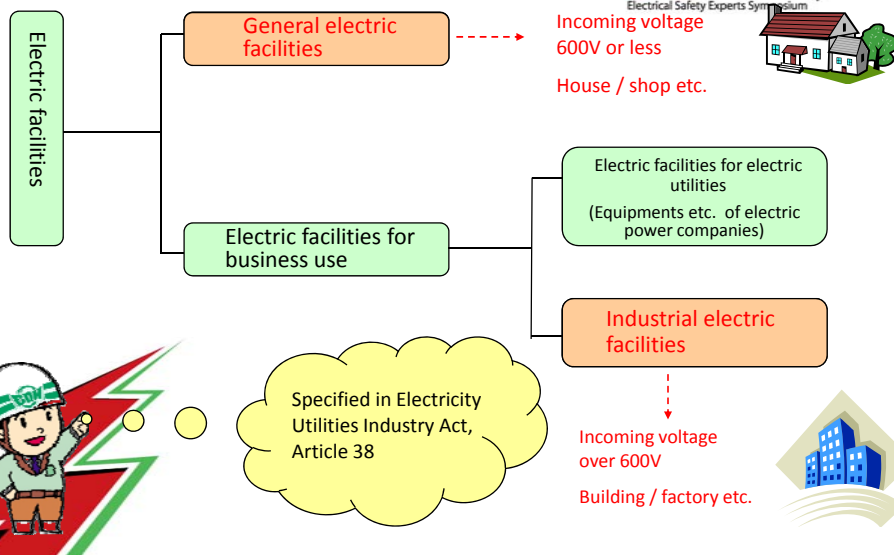 Electrical Safety Experts Symposium
Electric facilities
General electric
facilities
Incoming voltage
600V or less
House / shop etc.
Electric facilities for electric
utilities
(Equipments etc. of electric
power companies)
Electric facilities for
business use
Industrial electric
facilities
Specified in Electricity
Utilities Industry Act,
Article 38
Incoming voltage
over 600V
Building / factory etc.